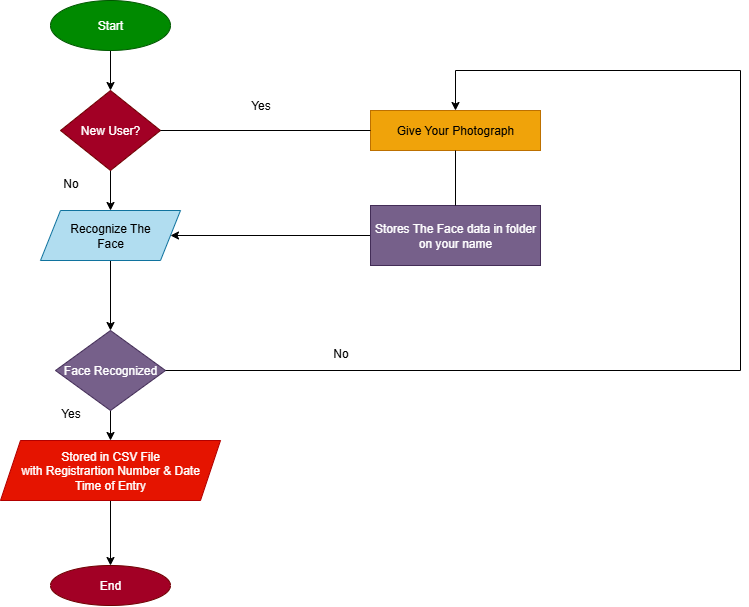 Start
New User?
Yes
Give Your Photograph
No
Recognize The
Face
Stores The Face data in folder
on your name
Face Recognized
No
Yes
Stored in CSV File
with Registrartion Number & Date
Time of Entry
End